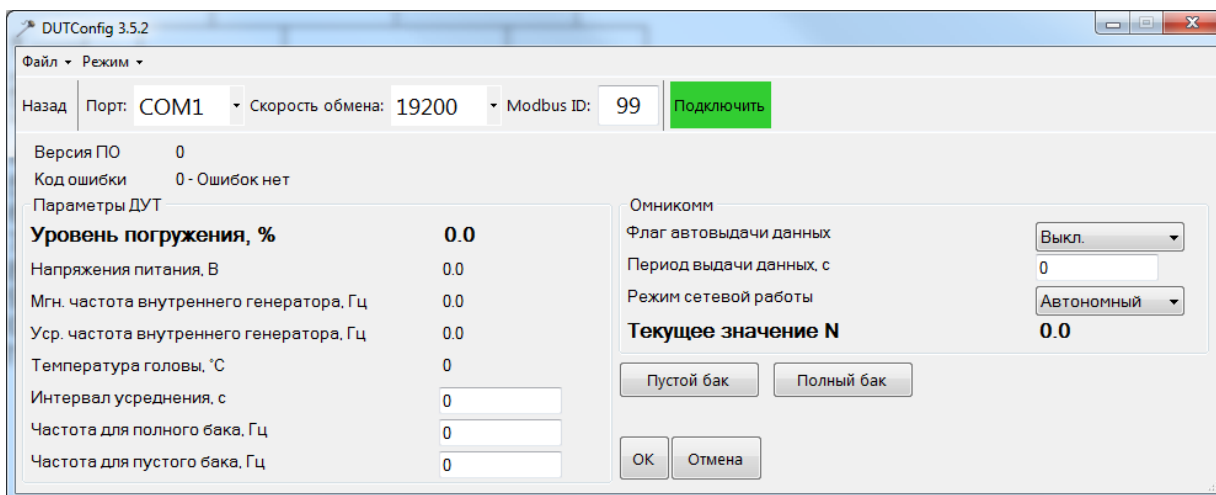 DUTConfig 3.5.2
Файл Режим
Назад Порт: COM1 Скорость обмена: 19200 Modbus ID: 99 Подключить
Версия ПО 0
Код ошибки 0 - Ошибок нет
Параметры ДУТ
Уровень погружения, % 0.0
Напряжения питания, В 0.0
Мгн. частота внутреннего генератора, Гц 0.0
Уср. частота внутреннего генератора, Гц 0.0
Температура головы, °С 0
Интервал усреднения, с 0
Частота для полного бака, Гц 0
Частота для пустого бака, Гц 0
Омникомм
Флаг автовыдачи данных Выкл.
Период выдачи данных, с 0
Режим сетевой работы Автономный
Текущее значение N 0.0
Пустой бак Полный бак
OK Отмена